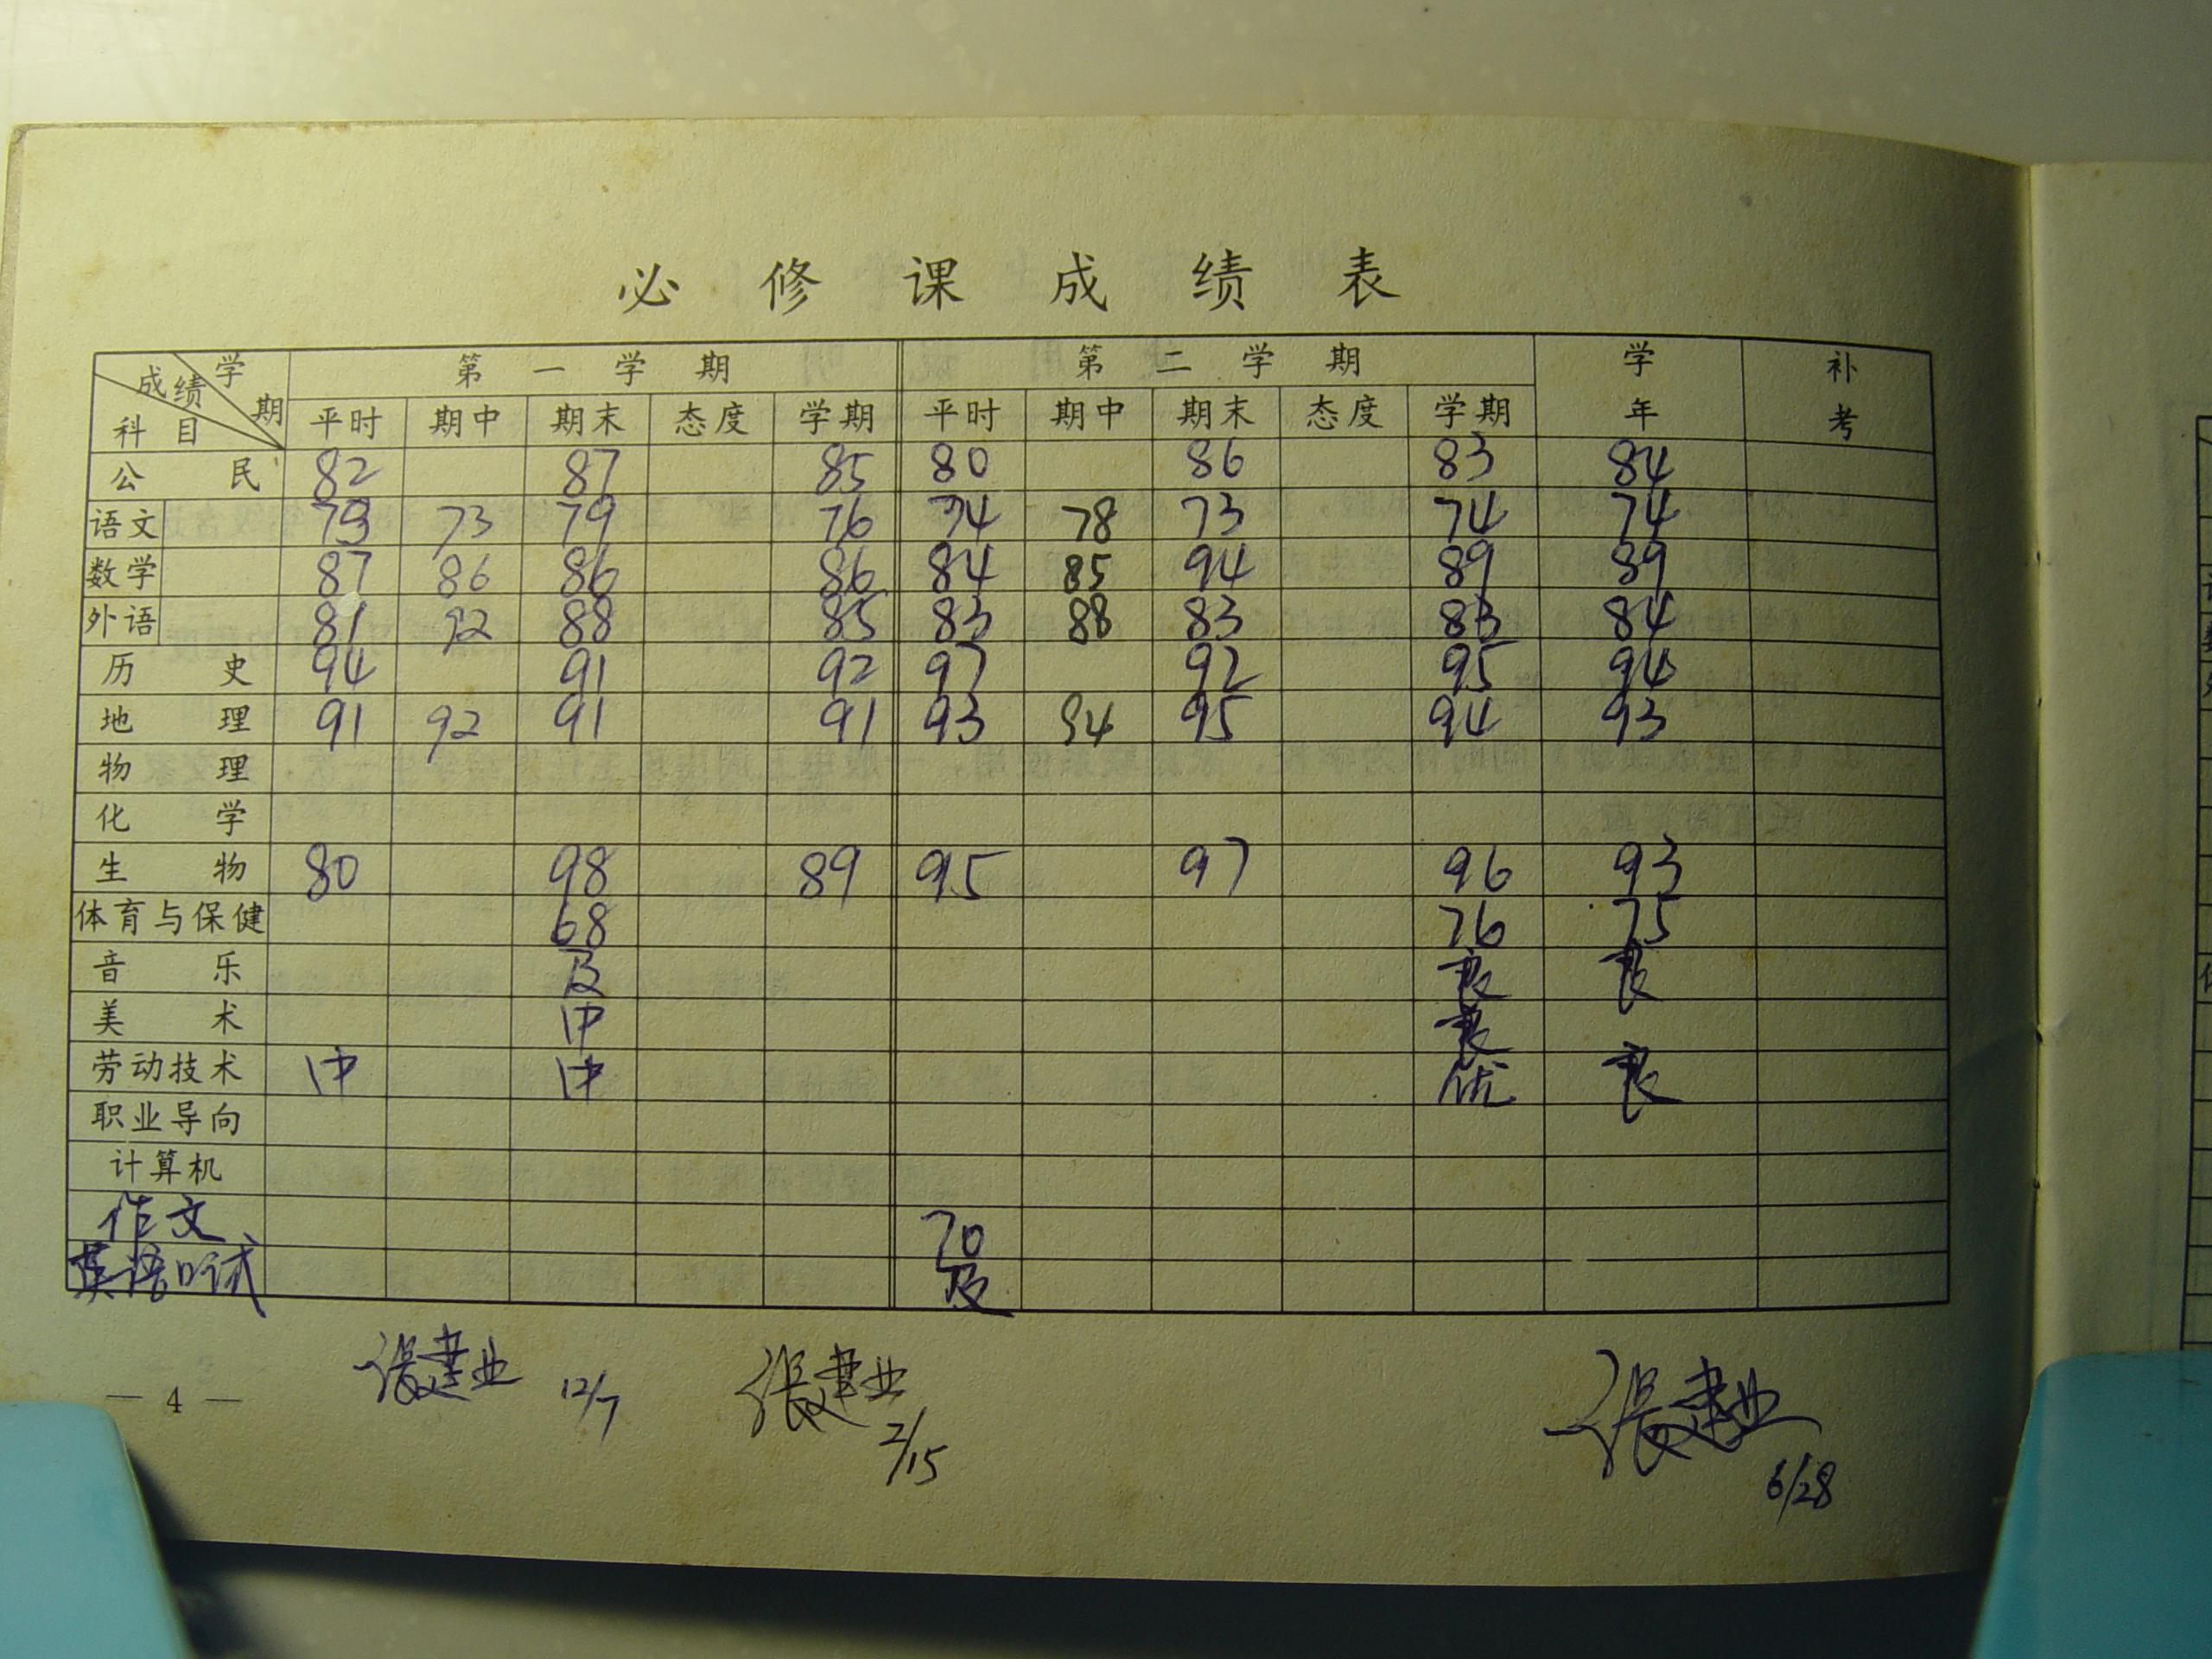 必修课成绩表
成绩 学期 科目 第一学期 第二学期 学年 补考
平时 期中 期末 态度 学期 平时 期中 期末 态度 学期
公民 82 87 85 80 86 83 84
语文 73 73 79 76 74 78 73 74 74
数学 87 86 86 86 84 85 94 89 89
外语 81 92 88 85 83 88 83 83 84
历史 94 91 92 97 92 95 94
地理 91 92 91 91 93 94 95 94 93
物理
化学
生物 80 98 89 95 97 96 93
体育与保健 68 76 75
音乐 及 良 良
美术 中 良
劳动技术 中 中 优 良
职业导向
计算机
作文 70
英语口试 及
张建业 12/7 张建业 2/15 张建业 6/28
— 4 —